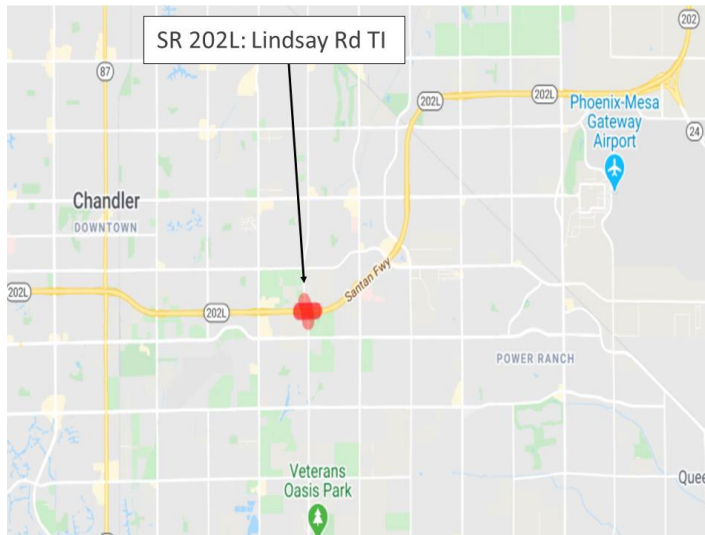 SR 202L: Lindsay Rd TI
202
87
202L
202L
Phoenix-Mesa
Gateway
Airport
24
Chandler
DOWNTOWN
Santan Fwy
202L
202L
POWER RANCH
Veterans
Oasis Park
Quee